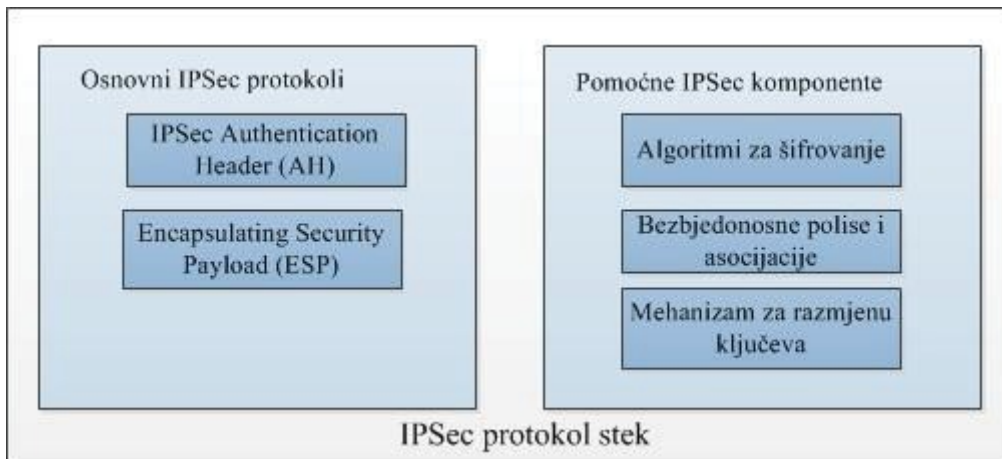 Osnovni IPSec protokoli
IPSec Authentication
Header (AH)
Encapsulating Security
Payload (ESP)
Pomoćne IPSec komponente
Algoritmi za šifrovanje
Bezbjedonosne polise i
asocijacije
Mehanizam za razmjenu
ključeva
IPSec protokol stek